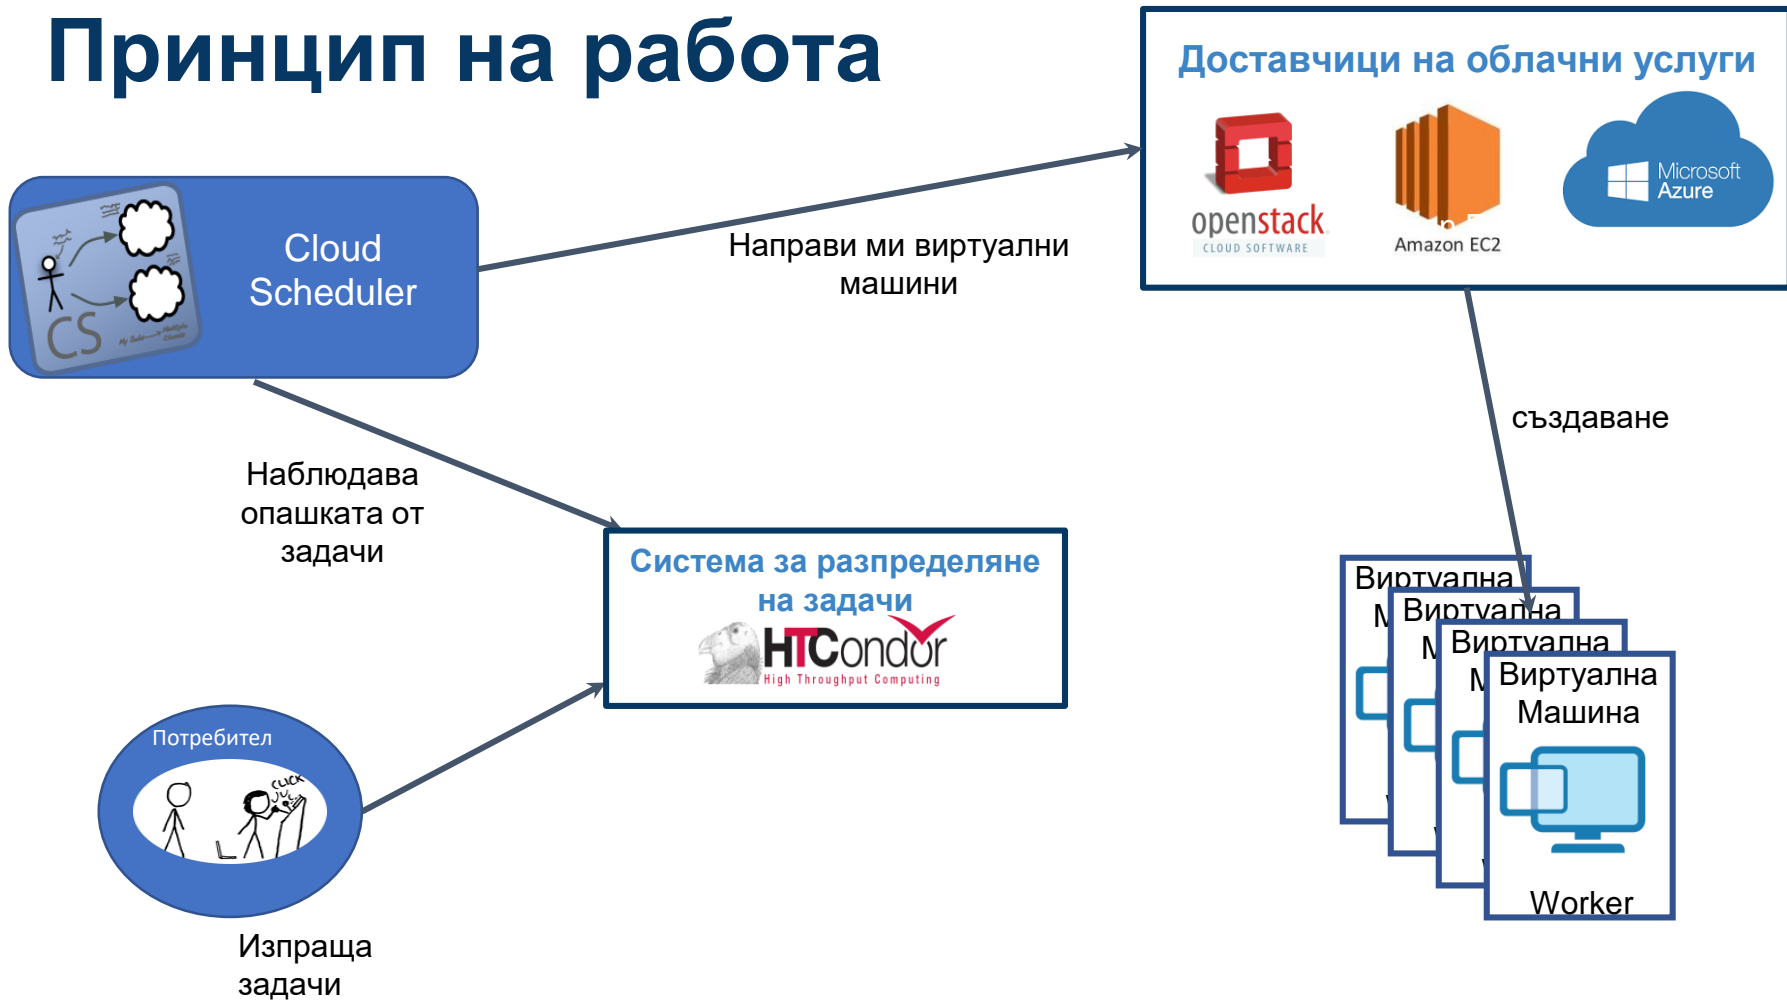 Принцип на работа
Доставчици на облачни услуги
openstack
CLOUD SOFTWARE
Amazon EC2
Microsoft
Azure
Cloud
Scheduler
CS
Направи ми виртуални
машини
създаване
Наблюдава
опашката от
задачи
Система за разпределяне
на задачи
HTCondor
High Throughput Computing
Виртуална
Виртуална
Виртуална
Виртуална
Машина
Worker
Потребител
CLICK
Изпраща
задачи